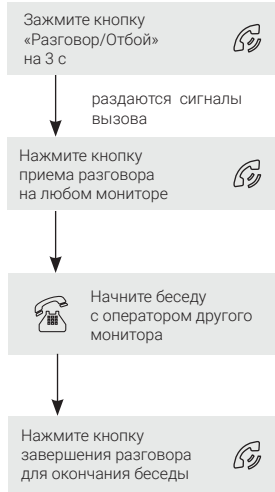 Зажмите кнопку
«Разговор/Отбой»
на 3 с
раздаются сигналы
вызова
Нажмите кнопку
приема разговора
на любом мониторе
Начните беседу
с оператором другого
монитора
Нажмите кнопку
завершения разговора
для окончания беседы